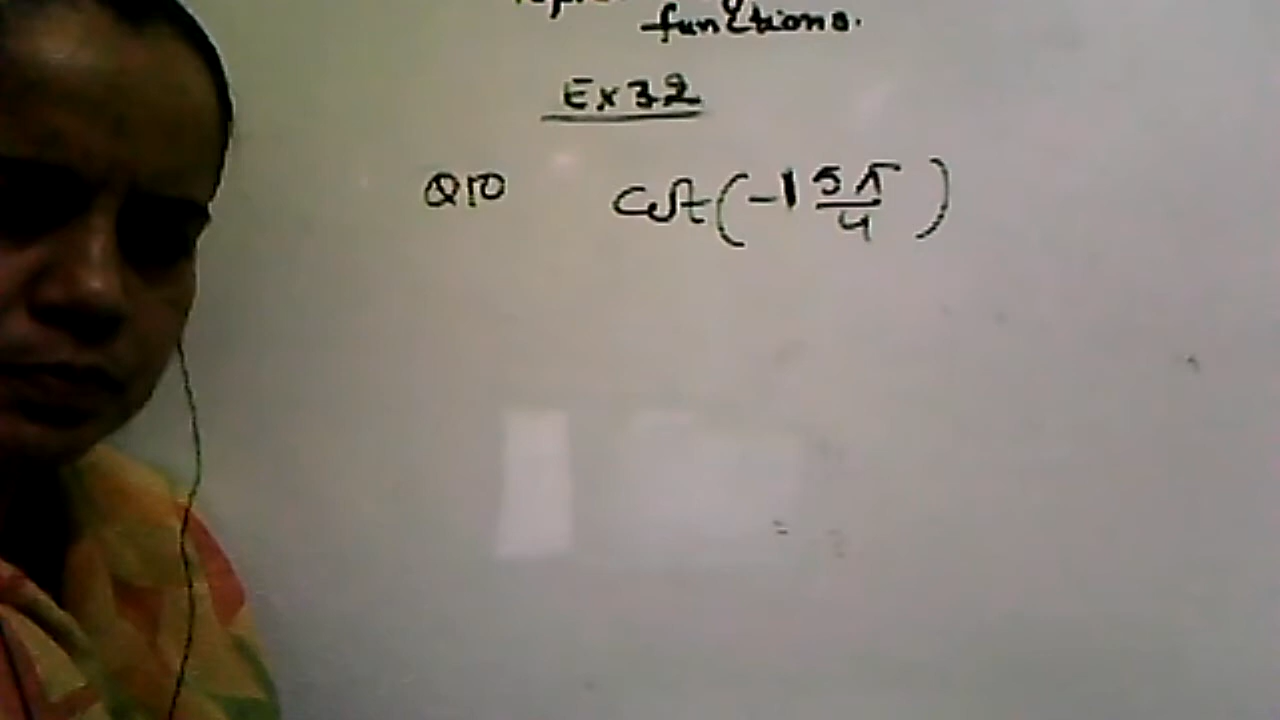 functions.
Ex 3.2
Q10 cot(-15π/4)